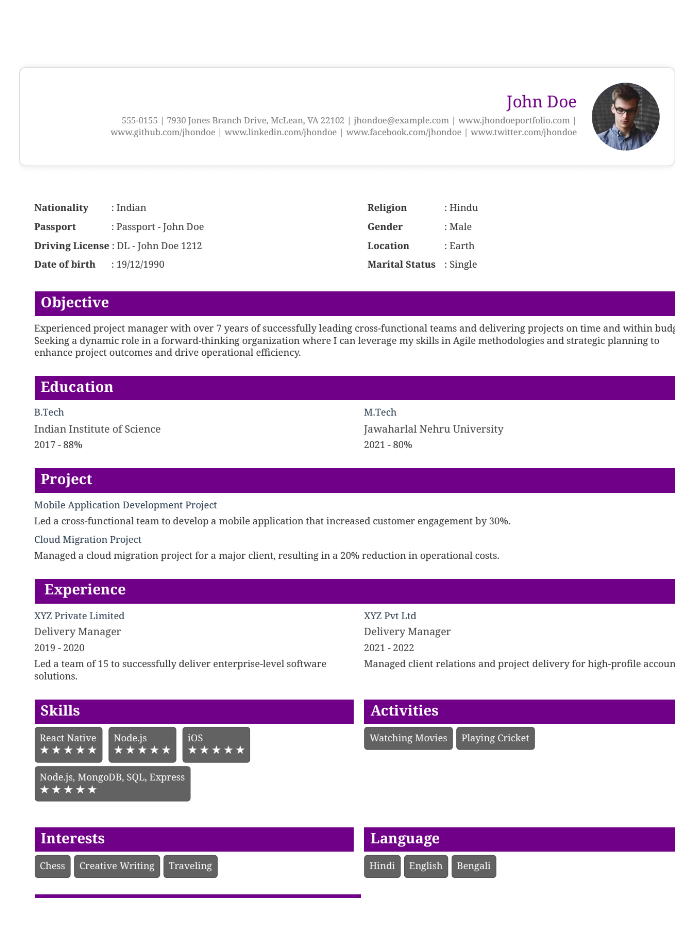 John Doe
555-0155 | 7930 Jones Branch Drive, McLean, VA 22102 | jhondoe@example.com | www.jhondoeportfolio.com |
www.github.com/jhondoe | www.linkedin.com/jhondoe | www.facebook.com/jhondoe | www.twitter.com/jhondoe
Nationality : Indian
Religion : Hindu
Passport : Passport - John Doe
Gender : Male
Driving License : DL - John Doe 1212
Location : Earth
Date of birth : 19/12/1990
Marital Status : Single
Objective
Experienced project manager with over 7 years of successfully leading cross-functional teams and delivering projects on time and within
Seeking a dynamic role in a forward-thinking organization where I can leverage my skills in Agile methodologies and strategic planning to
enhance project outcomes and drive operational efficiency.
Education
B.Tech
Indian Institute of Science
2017 - 88%
M.Tech
Jawaharlal Nehru University
2021 - 80%
Project
Mobile Application Development Project
Led a cross-functional team to develop a mobile application that increased customer engagement by 30%.
Cloud Migration Project
Managed a cloud migration project for a major client, resulting in a 20% reduction in operational costs.
Experience
XYZ Private Limited
Delivery Manager
2019 - 2020
Led a team of 15 to successfully deliver enterprise-level software
solutions.
XYZ Pvt Ltd
Delivery Manager
2021 - 2022
Managed client relations and project delivery for high-profile accoun
Skills
React Native
★★★★★
Node.js
★★★★★
iOS
★★★★★
Node.js, MongoDB, SQL, Express
★★★★★
Activities
Watching Movies
Playing Cricket
Interests
Chess
Creative Writing
Traveling
Language
Hindi
English
Bengali